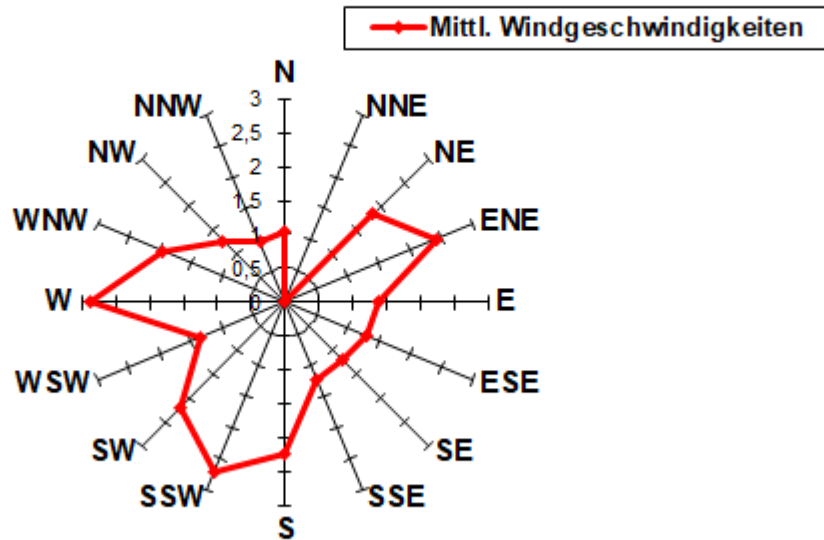 Mittl. Windgeschwindigkeiten
N
NNW
3
NNE
2,5
NW
NE
2
1,5
WNW
ENE
1
0,5
W
0
E
WSW
ESE
SW
SE
SSW
SSE
S